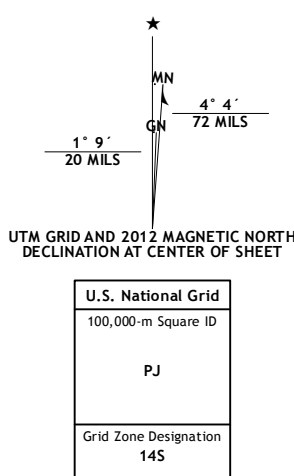 ★
MN
GN
4° 4´
72 MILS
1° 9´
20 MILS
UTM GRID AND 2012 MAGNETIC NORTH
DECLINATION AT CENTER OF SHEET
U.S. National Grid
100,000-m Square ID
PJ
Grid Zone Designation
14S